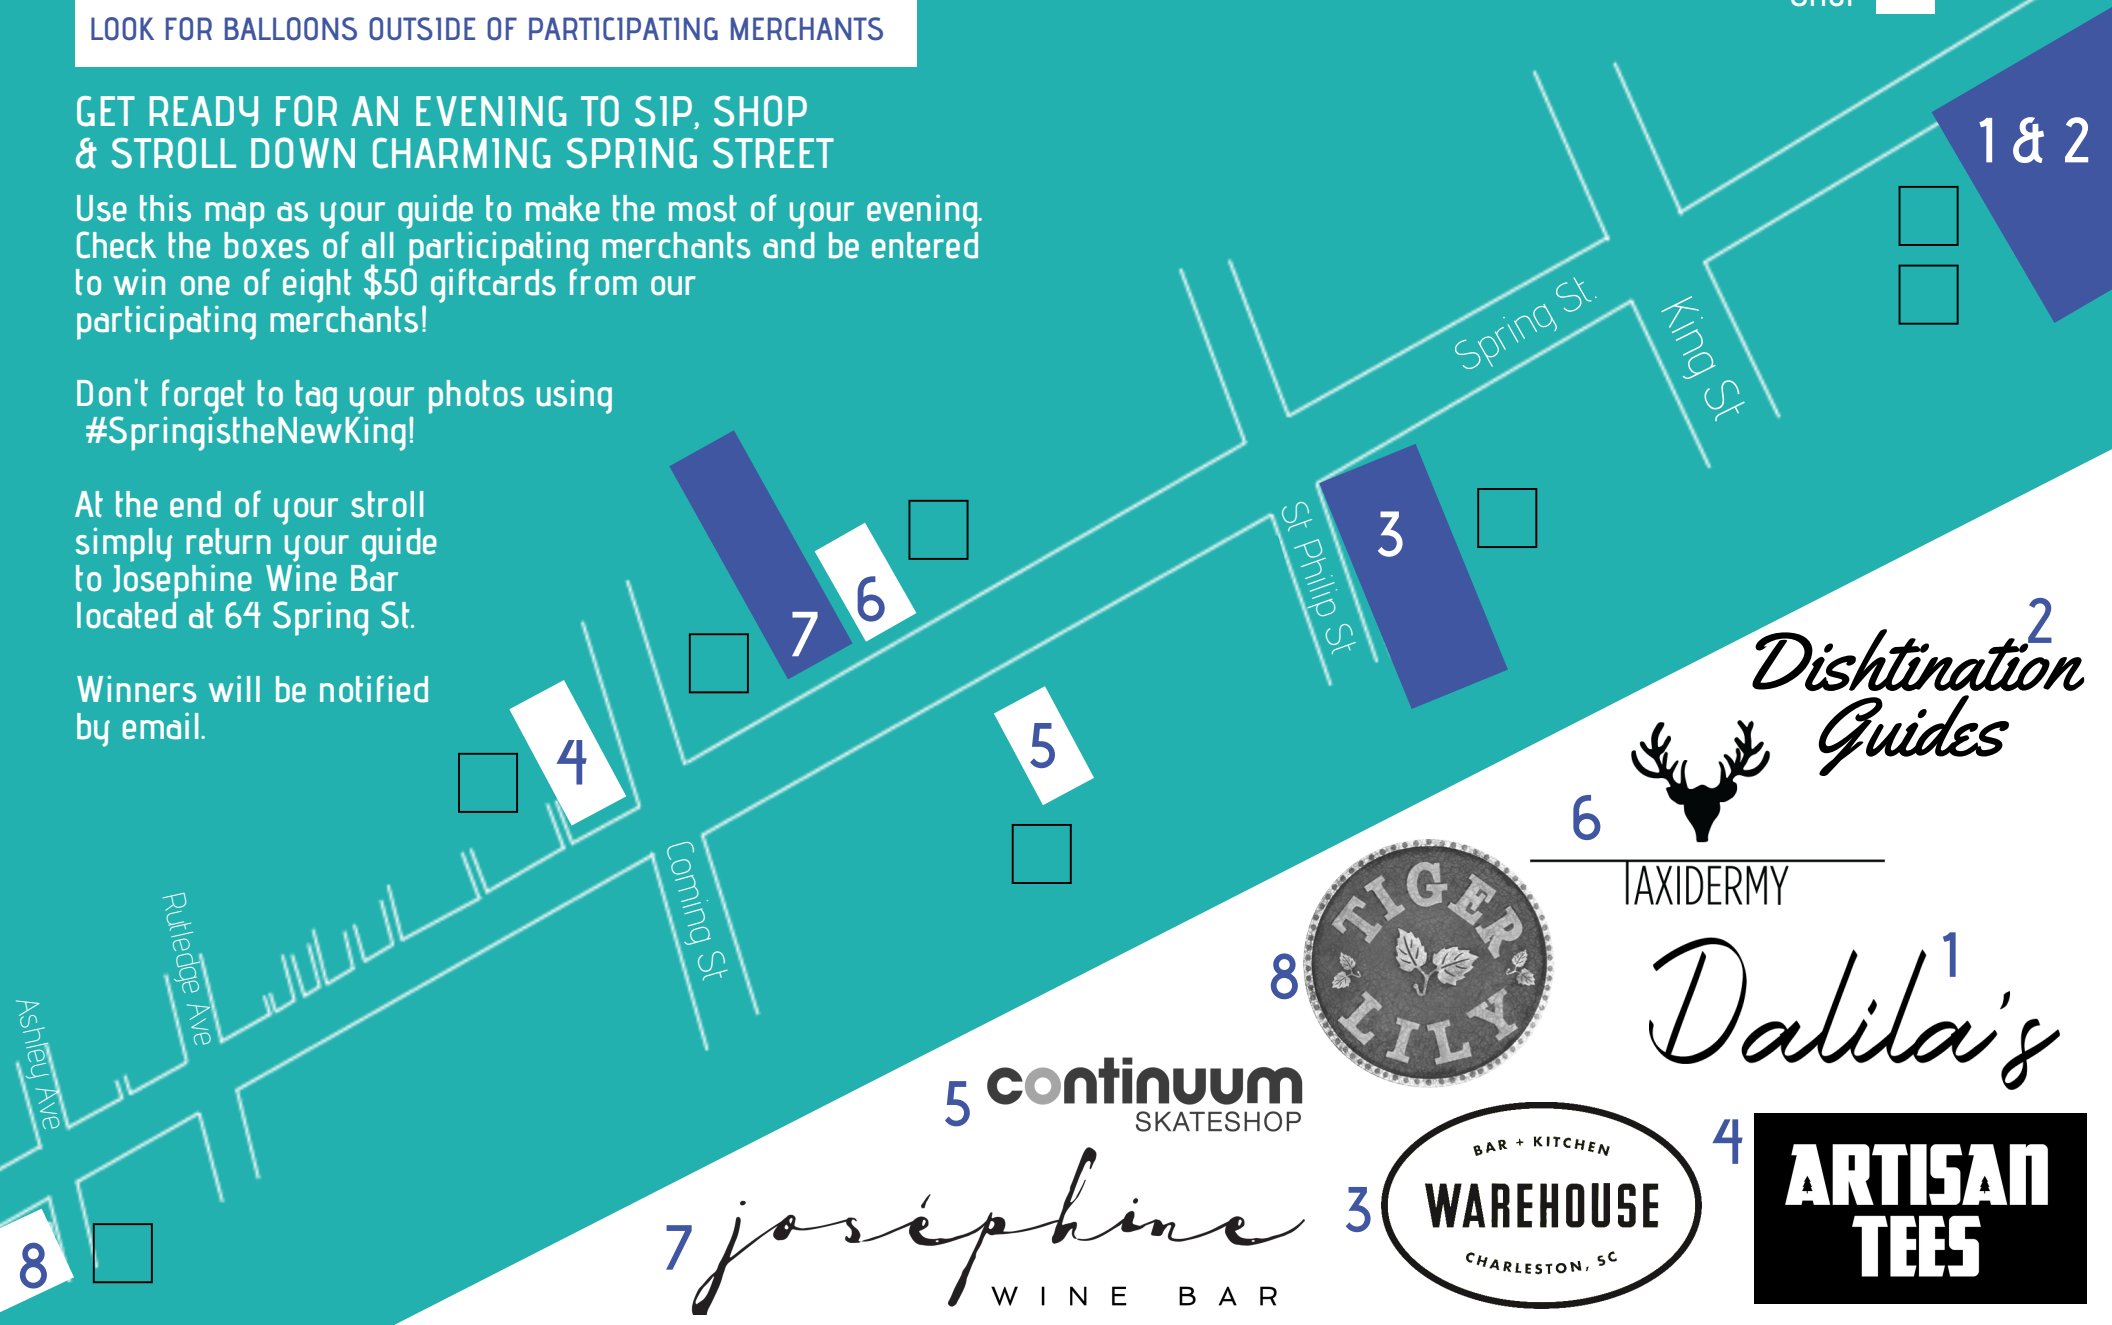 LOOK FOR BALLOONS OUTSIDE OF PARTICIPATING MERCHANTS
GET READY FOR AN EVENING TO SIP, SHOP
& STROLL DOWN CHARMING SPRING STREET
Use this map as your guide to make the most of your evening.
Check the boxes of all participating merchants and be entered
to win one of eight $50 giftcards from our
participating merchants!
Don't forget to tag your photos using
#SpringistheNewKing!
At the end of your stroll
simply return your guide
to Josephine Wine Bar
located at 64 Spring St.
Winners will be notified
by email.
1 & 2
Spring St.
King St
3
St Philip St
6
7
5
4
Coming St
Rutledge Ave
Ashley Ave
8
2
Dishtination
Guides
6
TAXIDERMY
8
TIGER
LILY
1
Dalila's
5
continuum
SKATESHOP
7
joséphine
WINE BAR
3
BAR + KITCHEN
WAREHOUSE
CHARLESTON, SC
4
ARTISAN
TEES